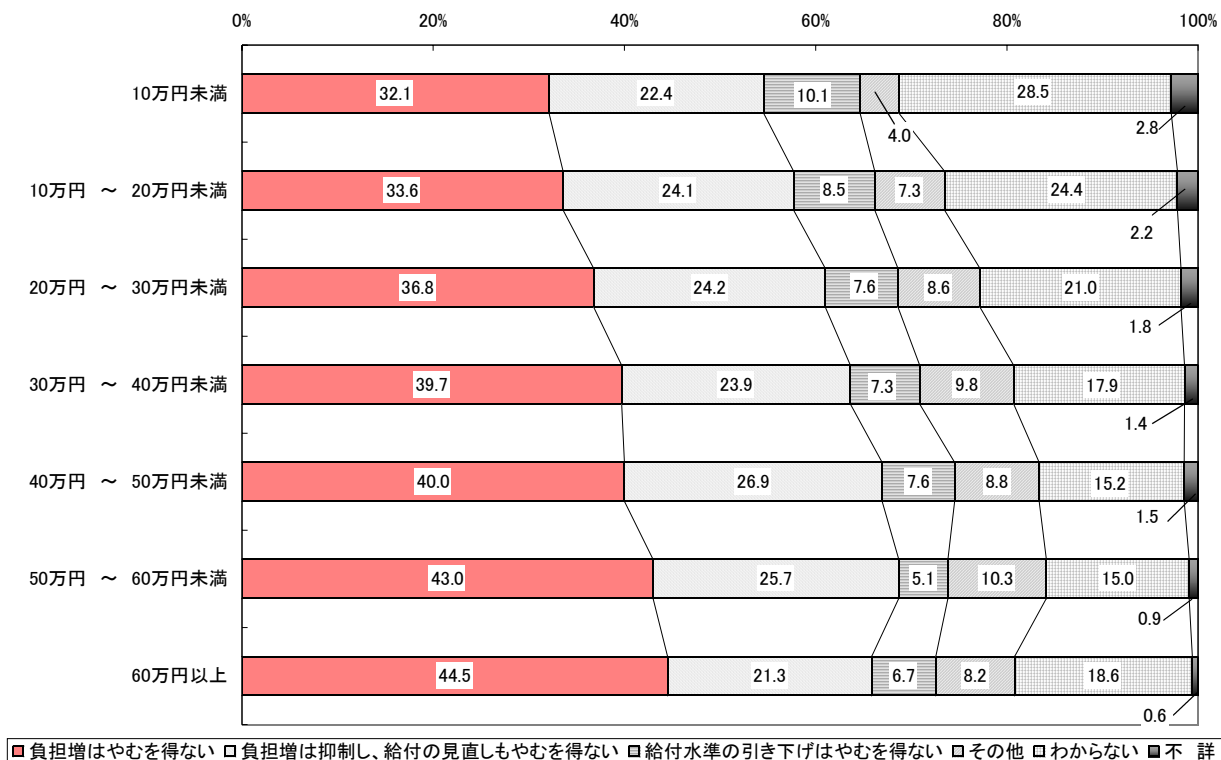 0% 20% 40% 60% 80% 100%
10万円未満 32.1 22.4 10.1 4.0 28.5 2.8
10万円 ～ 20万円未満 33.6 24.1 8.5 7.3 24.4 2.2
20万円 ～ 30万円未満 36.8 24.2 7.6 8.6 21.0 1.8
30万円 ～ 40万円未満 39.7 23.9 7.3 9.8 17.9 1.4
40万円 ～ 50万円未満 40.0 26.9 7.6 8.8 15.2 1.5
50万円 ～ 60万円未満 43.0 25.7 5.1 10.3 15.0 0.9
60万円以上 44.5 21.3 6.7 8.2 18.6 0.6
負担増はやむを得ない 負担増は抑制し、給付の見直しもやむを得ない 給付水準の引き下げはやむを得ない その他 わからない 不 詳